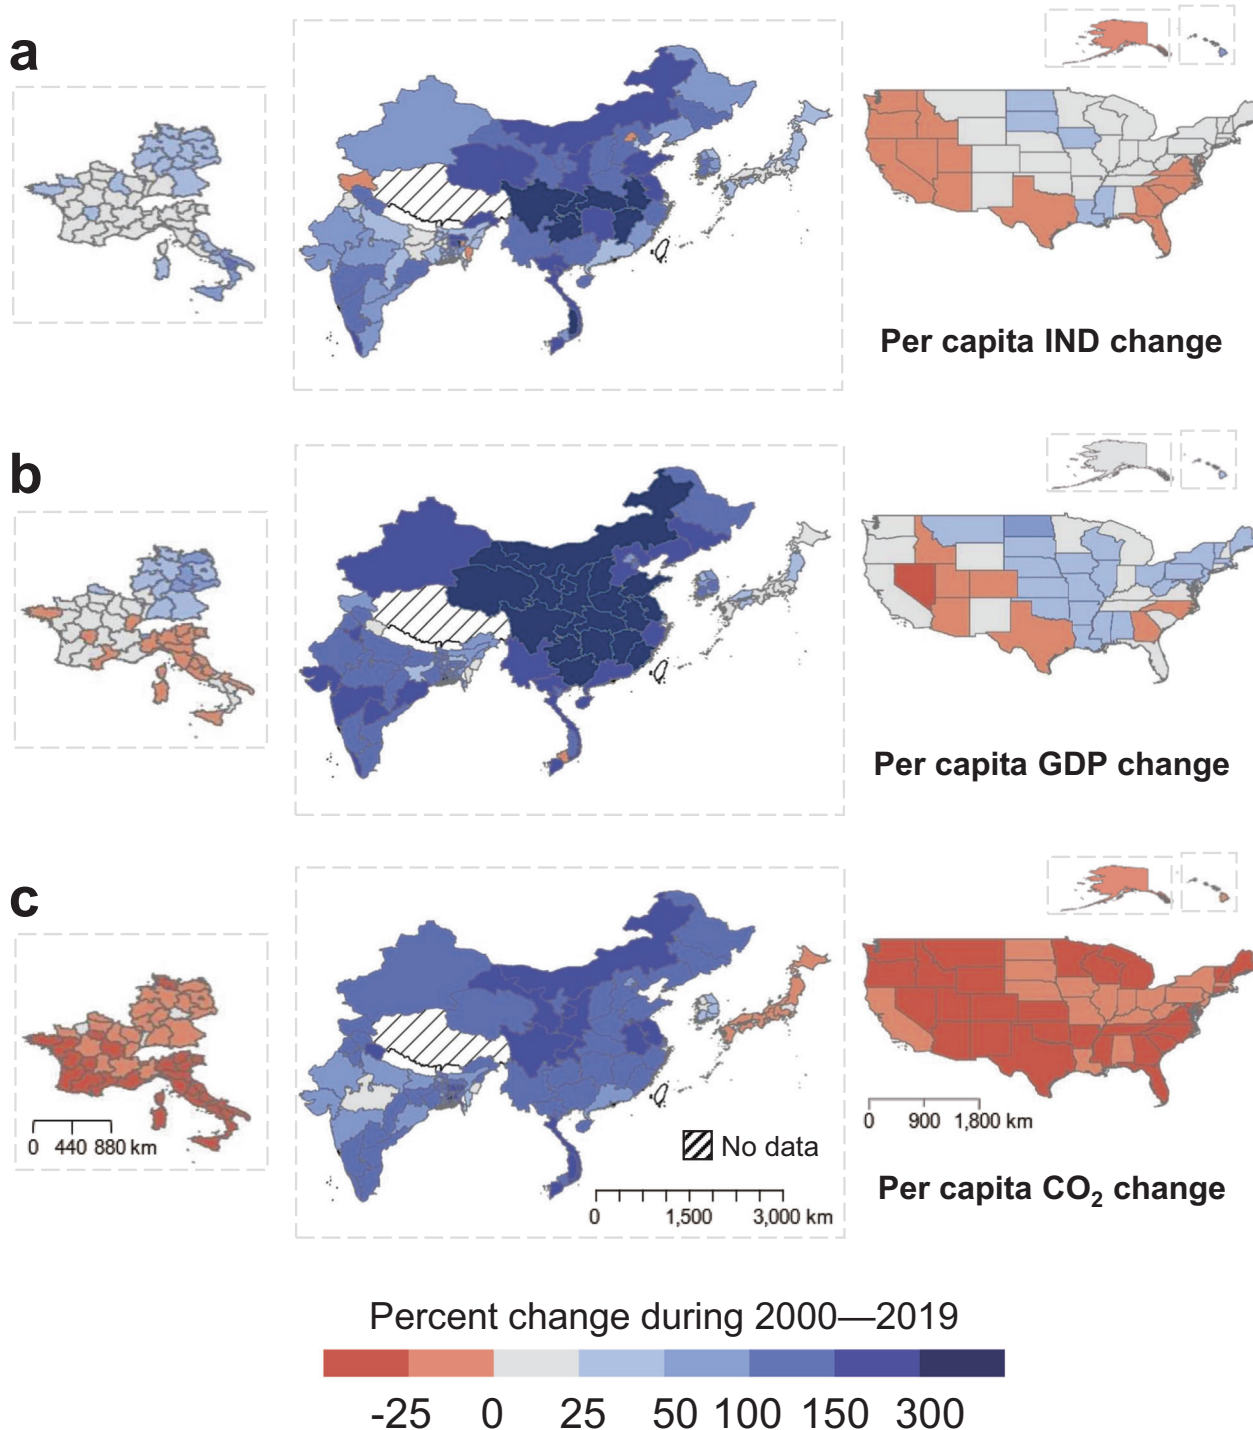 a
Per capita IND change
b
Per capita GDP change
c
0 440 880 km
No data
0 1,500 3,000 km
0 900 1,800 km
Per capita CO₂ change
Percent change during 2000—2019
-25 0 25 50 100 150 300